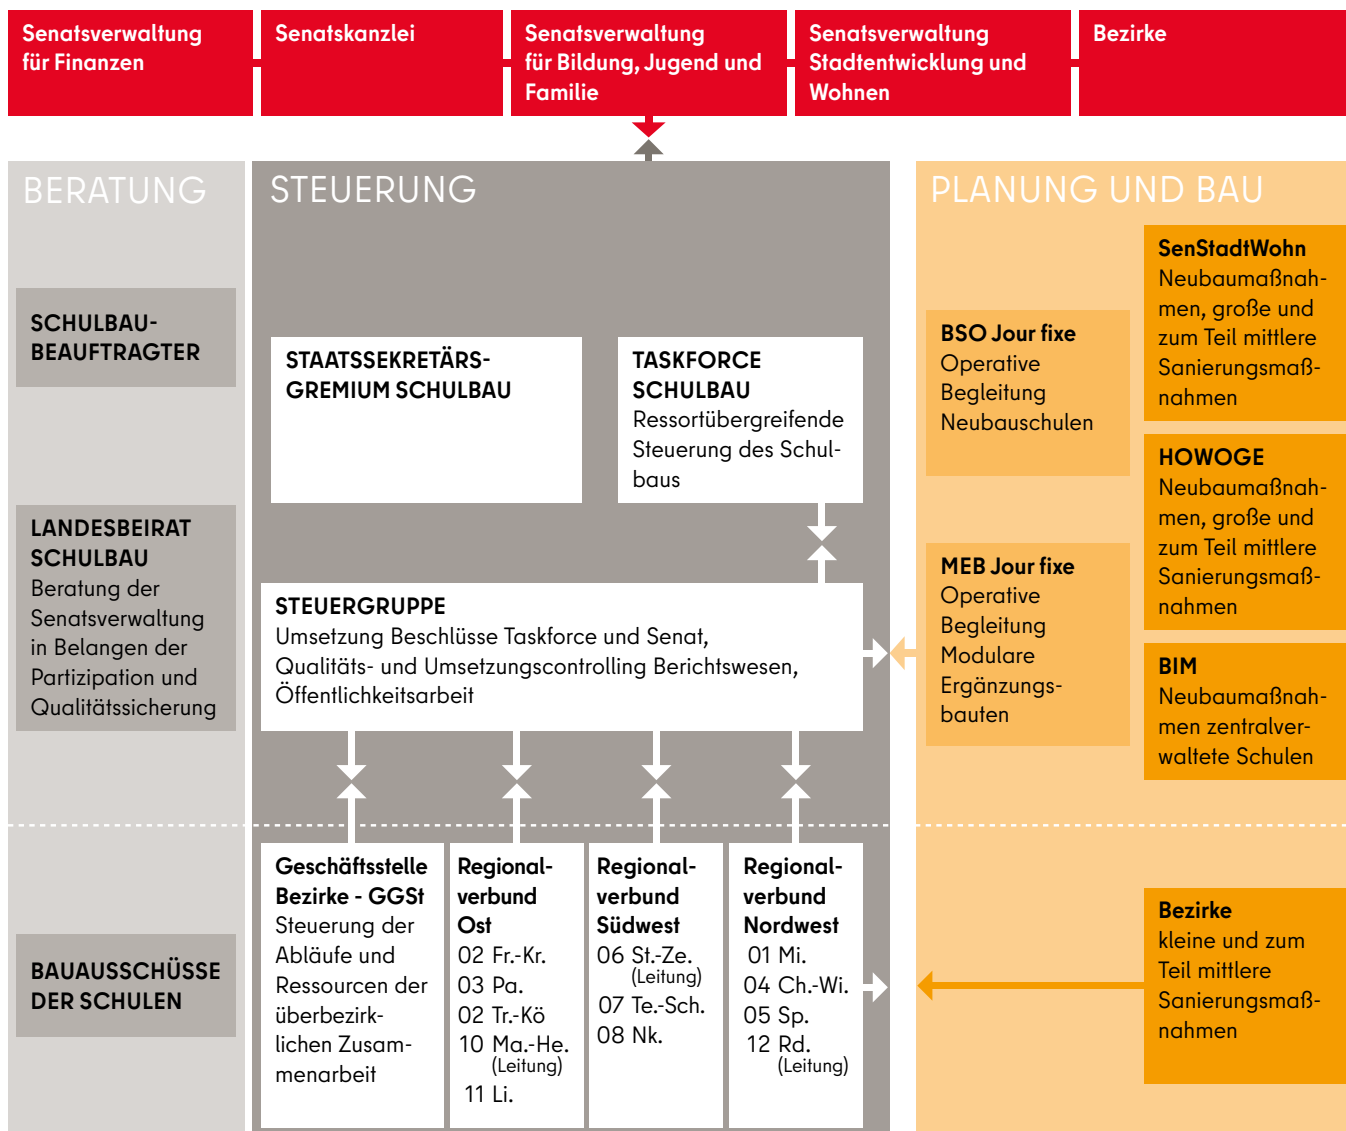 Senatsverwaltung
für Finanzen
Senatskanzlei
Senatsverwaltung
für Bildung, Jugend und
Familie
Senatsverwaltung
Stadtentwicklung und
Wohnen
Bezirke
BERATUNG
SCHULBAU-
BEAUFTRAGTER
LANDESBEIRAT
SCHULBAU
Beratung der
Senatsverwaltung
in Belangen der
Partizipation und
Qualitätssicherung
BAUAUSSCHÜSSE
DER SCHULEN
STEUERUNG
STAATSSEKRETÄRS-
GREMIUM SCHULBAU
TASKFORCE
SCHULBAU
Ressortübergreifende
Steuerung des Schul-
baus
STEUERGRUPPE
Umsetzung Beschlüsse Taskforce und Senat,
Qualitäts- und Umsetzungscontrolling Berichtswesen,
Öffentlichkeitsarbeit
Geschäftsstelle
Bezirke - GGSt
Steuerung der
Abläufe und
Ressourcen der
überbezirk-
lichen Zusam-
menarbeit
Regional-
verbund
Ost
02 Fr.-Kr.
03 Pa.
02 Tr.-Kö
10 Ma.-He.
(Leitung)
11 Li.
Regional-
verbund
Südwest
06 St.-Ze.
(Leitung)
07 Te.-Sch.
08 Nk.
Regional-
verbund
Nordwest
01 Mi.
04 Ch.-Wi.
05 Sp.
12 Rd.
(Leitung)
PLANUNG UND BAU
BSO Jour fixe
Operative
Begleitung
Neubauschulen
MEB Jour fixe
Operative
Begleitung
Modulare
Ergänzungs-
bauten
SenStadtWohn
Neubaumaßnah-
men, große und
zum Teil mittlere
Sanierungsmaß-
nahmen
HOWOGE
Neubaumaßnah-
men, große und
zum Teil mittlere
Sanierungsmaß-
nahmen
BIM
Neubaumaßnah-
men zentralver-
waltete Schulen
Bezirke
kleine und zum
Teil mittlere
Sanierungsmaß-
nahmen